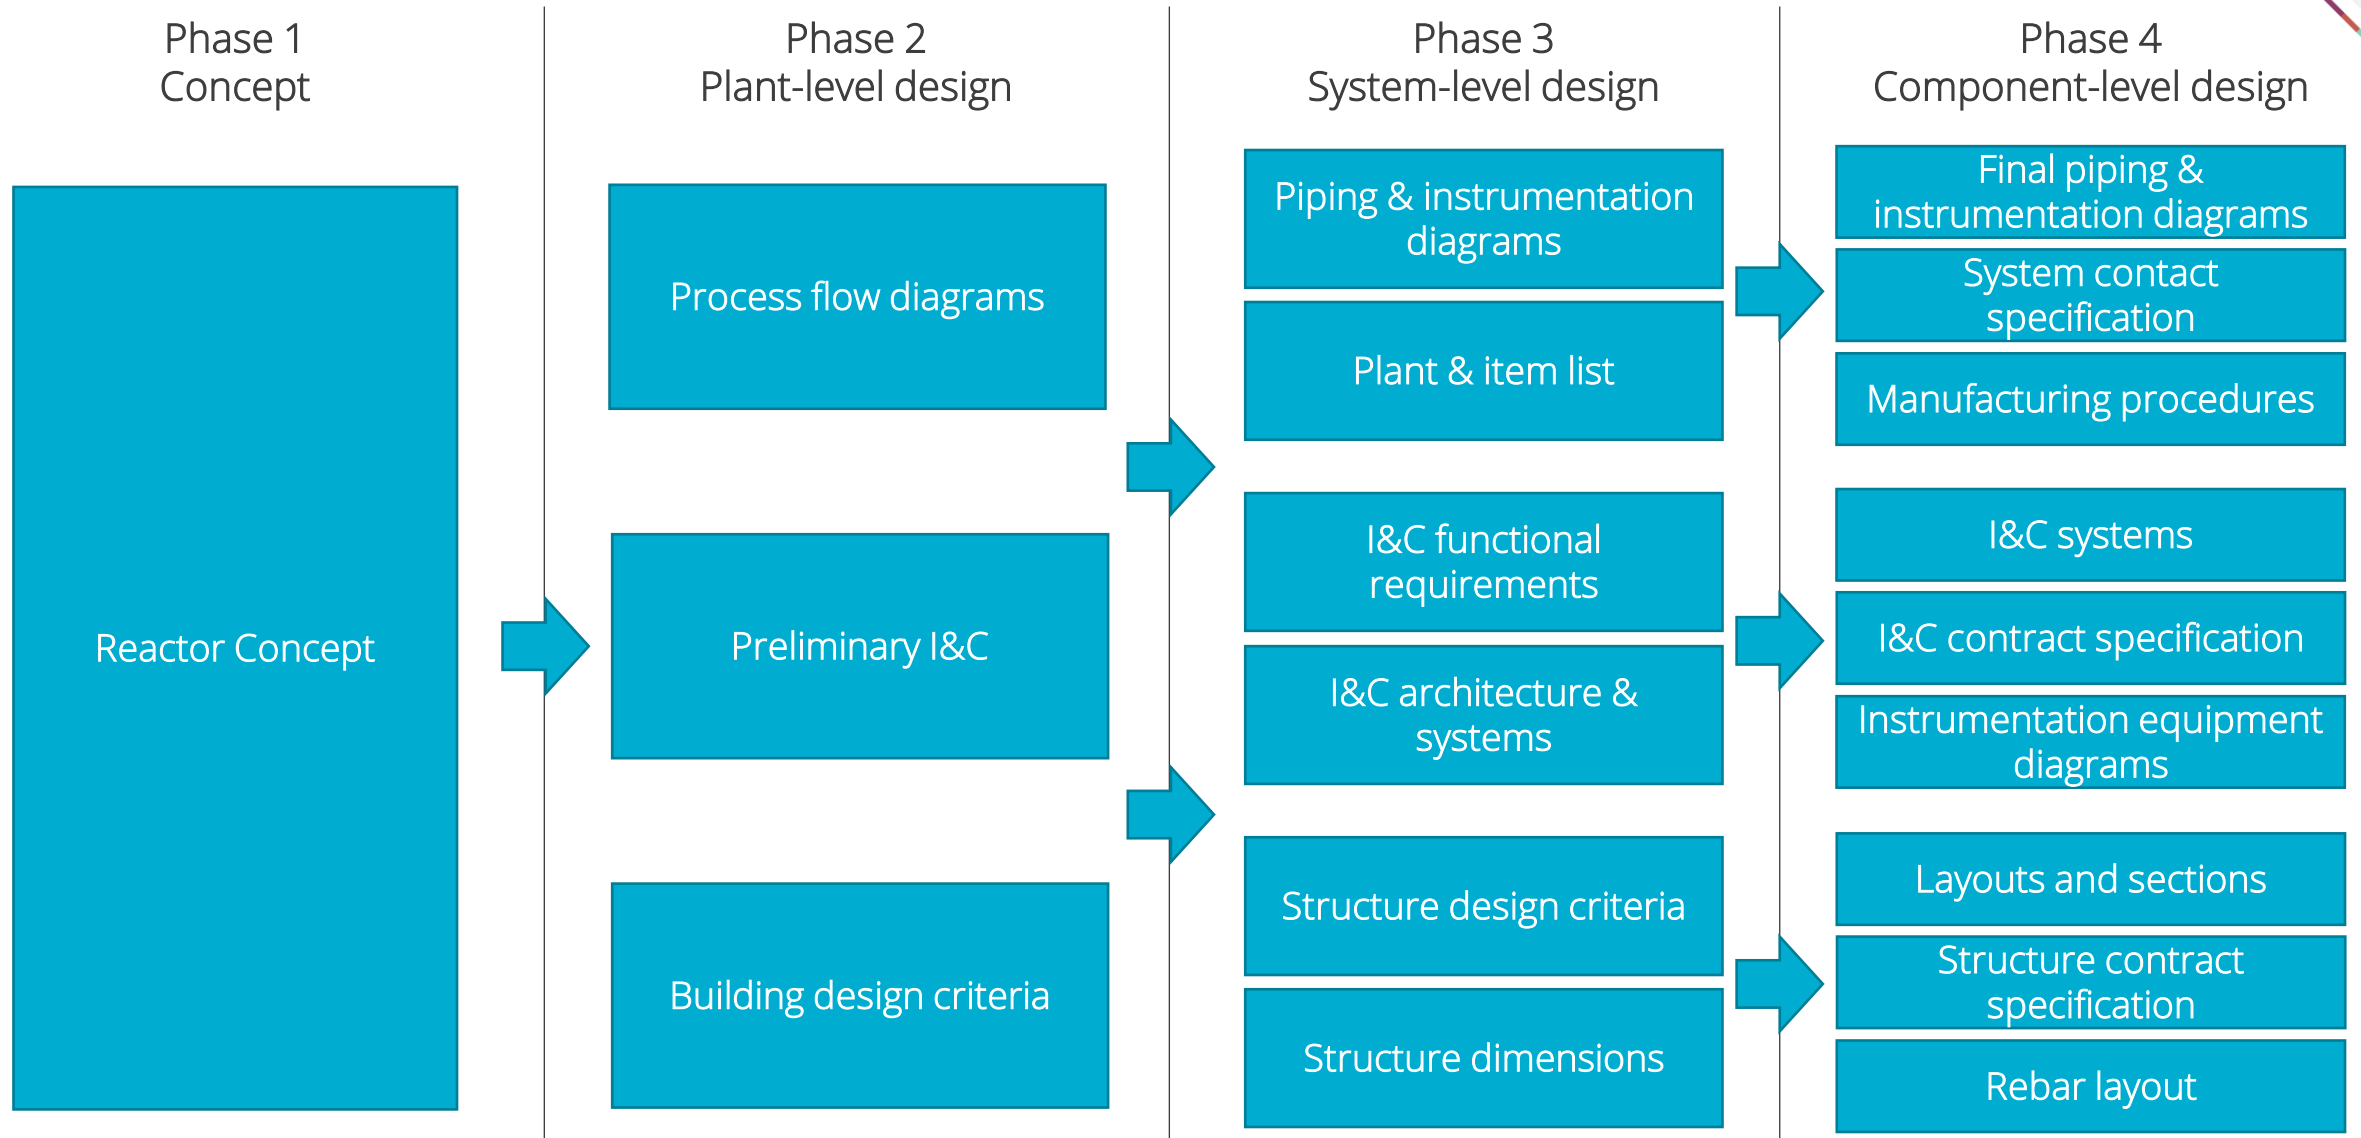 Phase 1
Concept
Reactor Concept
Phase 2
Plant-level design
Process flow diagrams
Preliminary I&C
Building design criteria
Phase 3
System-level design
Piping & instrumentation
diagrams
Plant & item list
I&C functional
requirements
I&C architecture &
systems
Structure design criteria
Structure dimensions
Phase 4
Component-level design
Final piping &
instrumentation diagrams
System contact
specification
Manufacturing procedures
I&C systems
I&C contract specification
Instrumentation equipment
diagrams
Layouts and sections
Structure contract
specification
Rebar layout